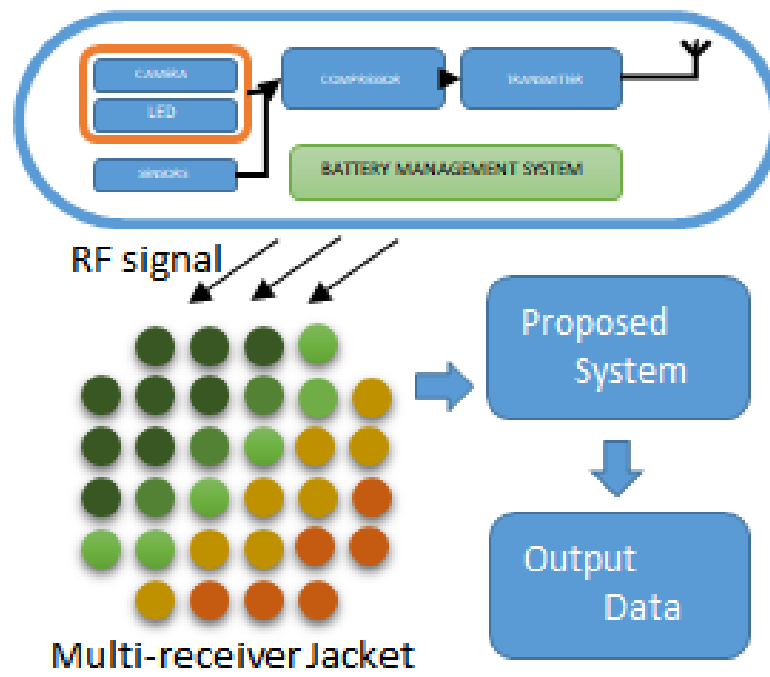 CAMERA
LED
SENSORS
COMPRESSOR
TRANSMITTER
BATTERY MANAGEMENT SYSTEM
RF signal
Proposed
System
Output
Data
Multi-receiver Jacket